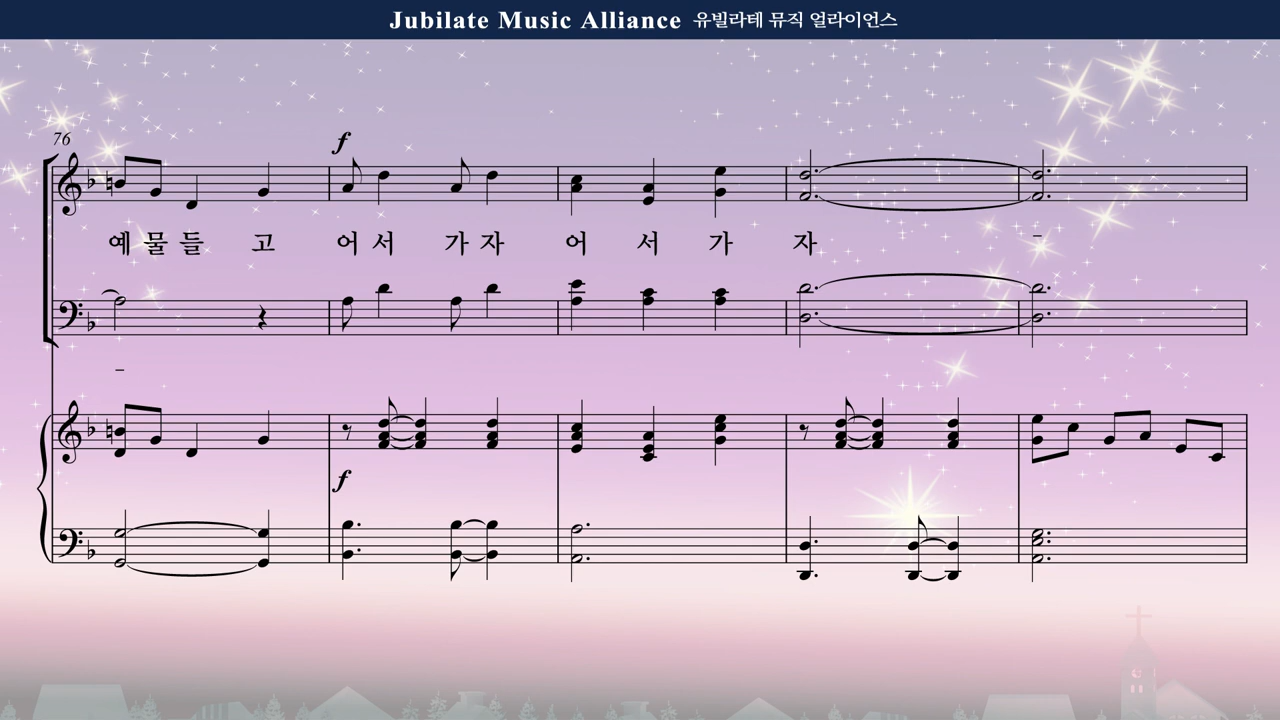 Jubilate Music Alliance 유빌라테 뮤직 얼라이언스
76
f
예 물 들 고 어 서 가 자 어 서 가 자 -
-
f